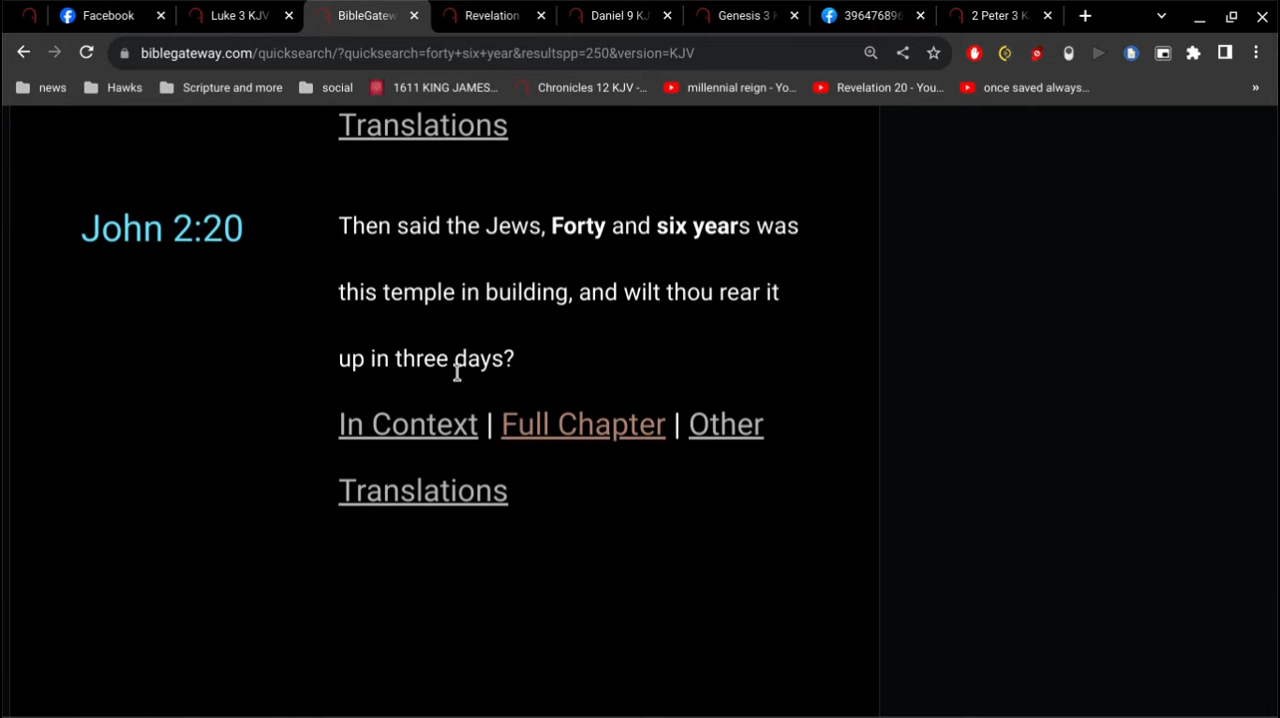 Facebook
Luke 3 KJV
BibleGatew
Revelation
Daniel 9 KJ
Genesis 3
396476896
2 Peter 3 K
biblegateway.com/quicksearch/?quicksearch=forty+six+year&resultspp=250&version=KJV
news
Hawks
Scripture and more
social
1611 KING JAMES...
Chronicles 12 KJV -...
millennial reign - Yo...
Revelation 20 - You...
once saved always...
»
Translations
John 2:20
Then said the Jews, Forty and six years was
this temple in building, and wilt thou rear it
up in three days?
In Context | Full Chapter | Other
Translations